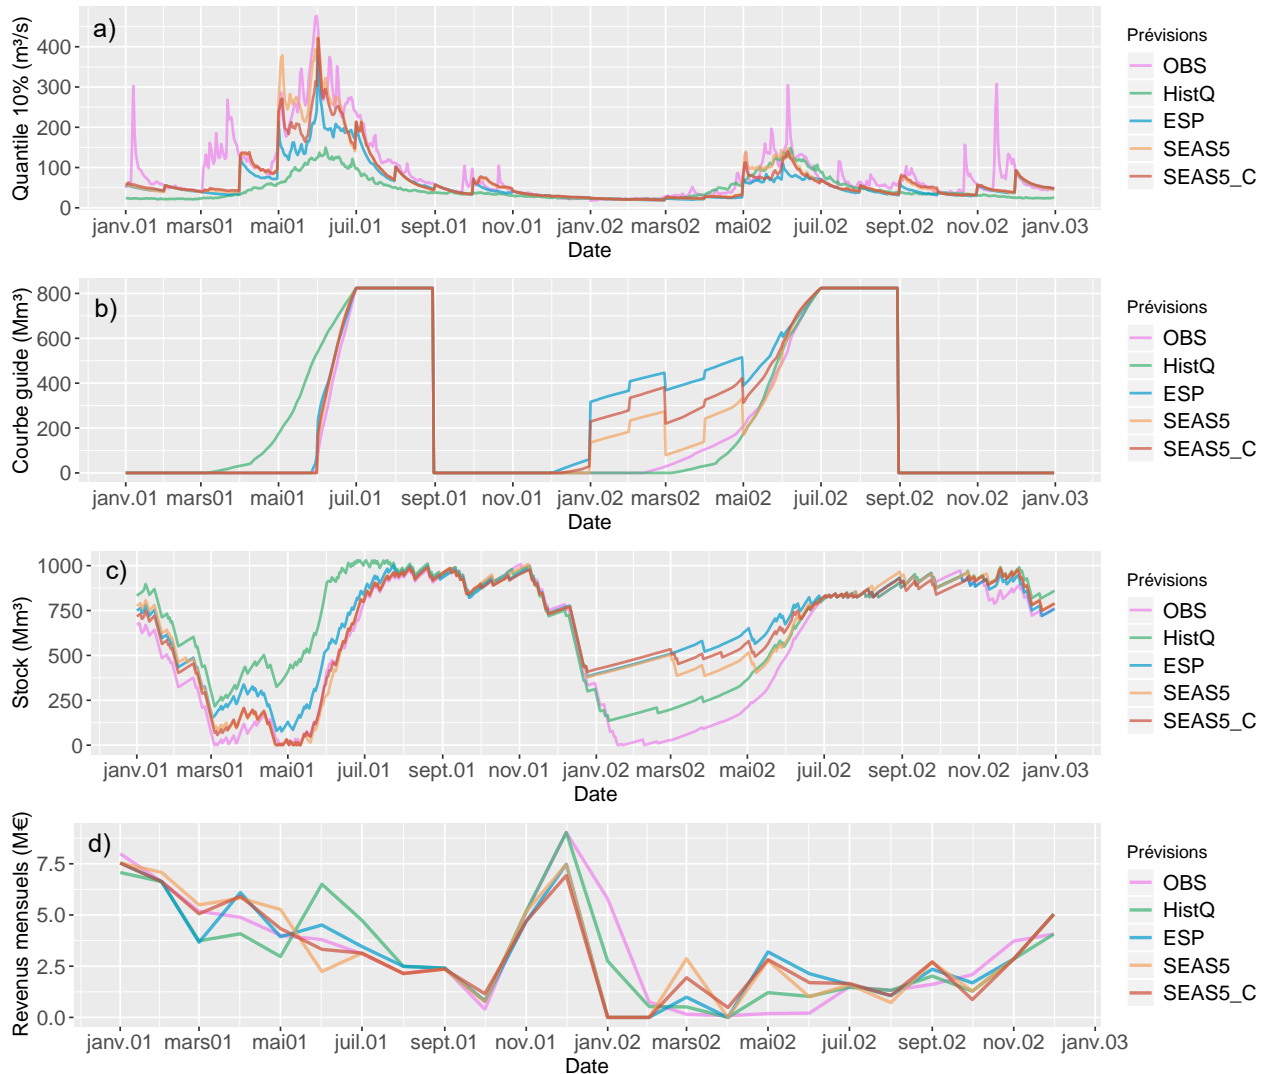 a)
Quantile 10% (m³/s)
400
300
200
100
0
janv.01 mars01 mai01 juil.01 sept.01 nov.01 janv.02 mars02 mai02 juil.02 sept.02 nov.02 janv.03
Date
Prévisions
OBS
HistQ
ESP
SEAS5
SEAS5_C
b)
Courbe guide (Mm³)
800
600
400
200
0
janv.01 mars01 mai01 juil.01 sept.01 nov.01 janv.02 mars02 mai02 juil.02 sept.02 nov.02 janv.03
Date
Prévisions
OBS
HistQ
ESP
SEAS5
SEAS5_C
c)
Stock (Mm³)
1000
750
500
250
0
janv.01 mars01 mai01 juil.01 sept.01 nov.01 janv.02 mars02 mai02 juil.02 sept.02 nov.02 janv.03
Date
Prévisions
OBS
HistQ
ESP
SEAS5
SEAS5_C
d)
Revenus mensuels (M€)
7.5
5.0
2.5
0.0
janv.01 mars01 mai01 juil.01 sept.01 nov.01 janv.02 mars02 mai02 juil.02 sept.02 nov.02 janv.03
Date
Prévisions
OBS
HistQ
ESP
SEAS5
SEAS5_C